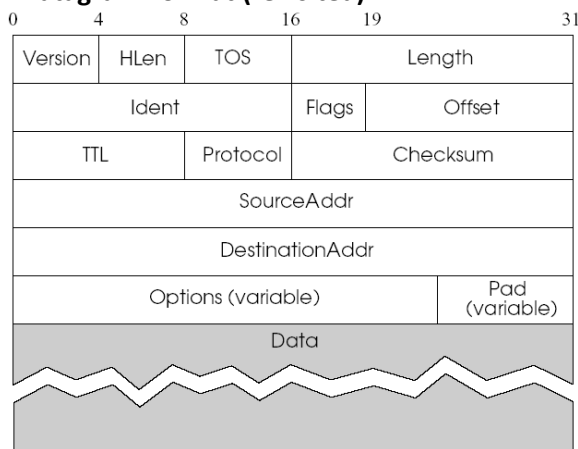 0 4 8 16 19 31
Version HLen TOS Length
Ident Flags Offset
TTL Protocol Checksum
SourceAddr
DestinationAddr
Options (variable) Pad
(variable)
Data